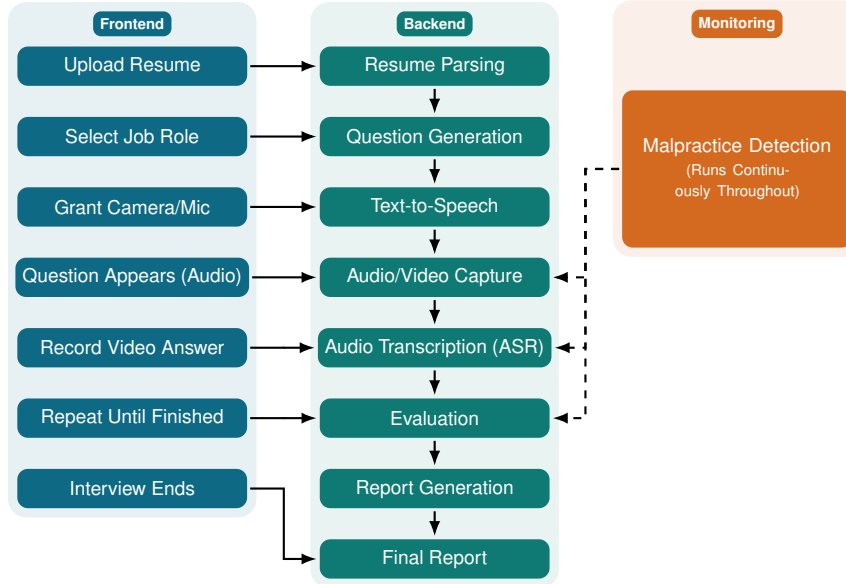 Frontend
Upload Resume
Select Job Role
Grant Camera/Mic
Question Appears (Audio)
Record Video Answer
Repeat Until Finished
Interview Ends
Backend
Resume Parsing
Question Generation
Text-to-Speech
Audio/Video Capture
Audio Transcription (ASR)
Evaluation
Report Generation
Final Report
Monitoring
Malpractice Detection
(Runs Continu-
ously Throughout)